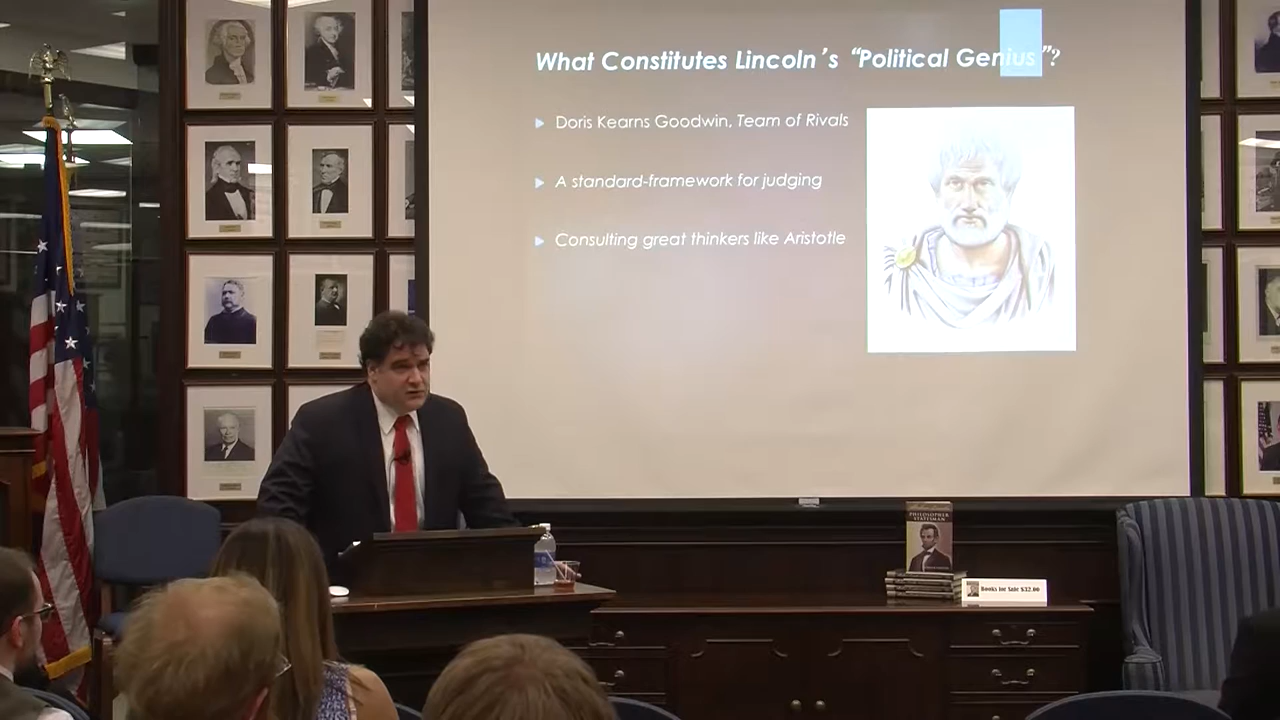 What Constitutes Lincoln's “Political Genius”?
Doris Kearns Goodwin, Team of Rivals
A standard-framework for judging
Consulting great thinkers like Aristotle
PHILOSOPHER
STATESMAN
Books for Sale $32.00